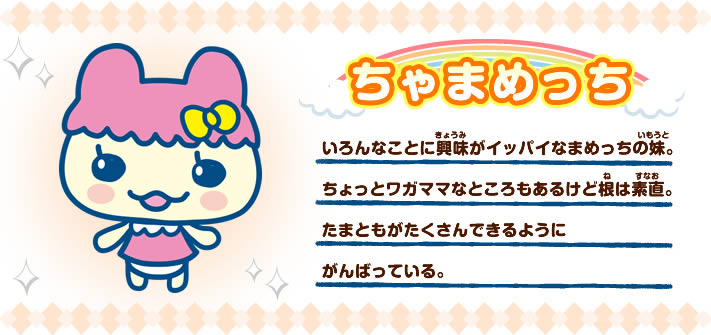 ちゃまめっち
いろんなことに興味がイッパイなまめっちの妹。
ちょっとワガママなところもあるけど根は素直。
たまともがたくさんできるように
がんばっている。